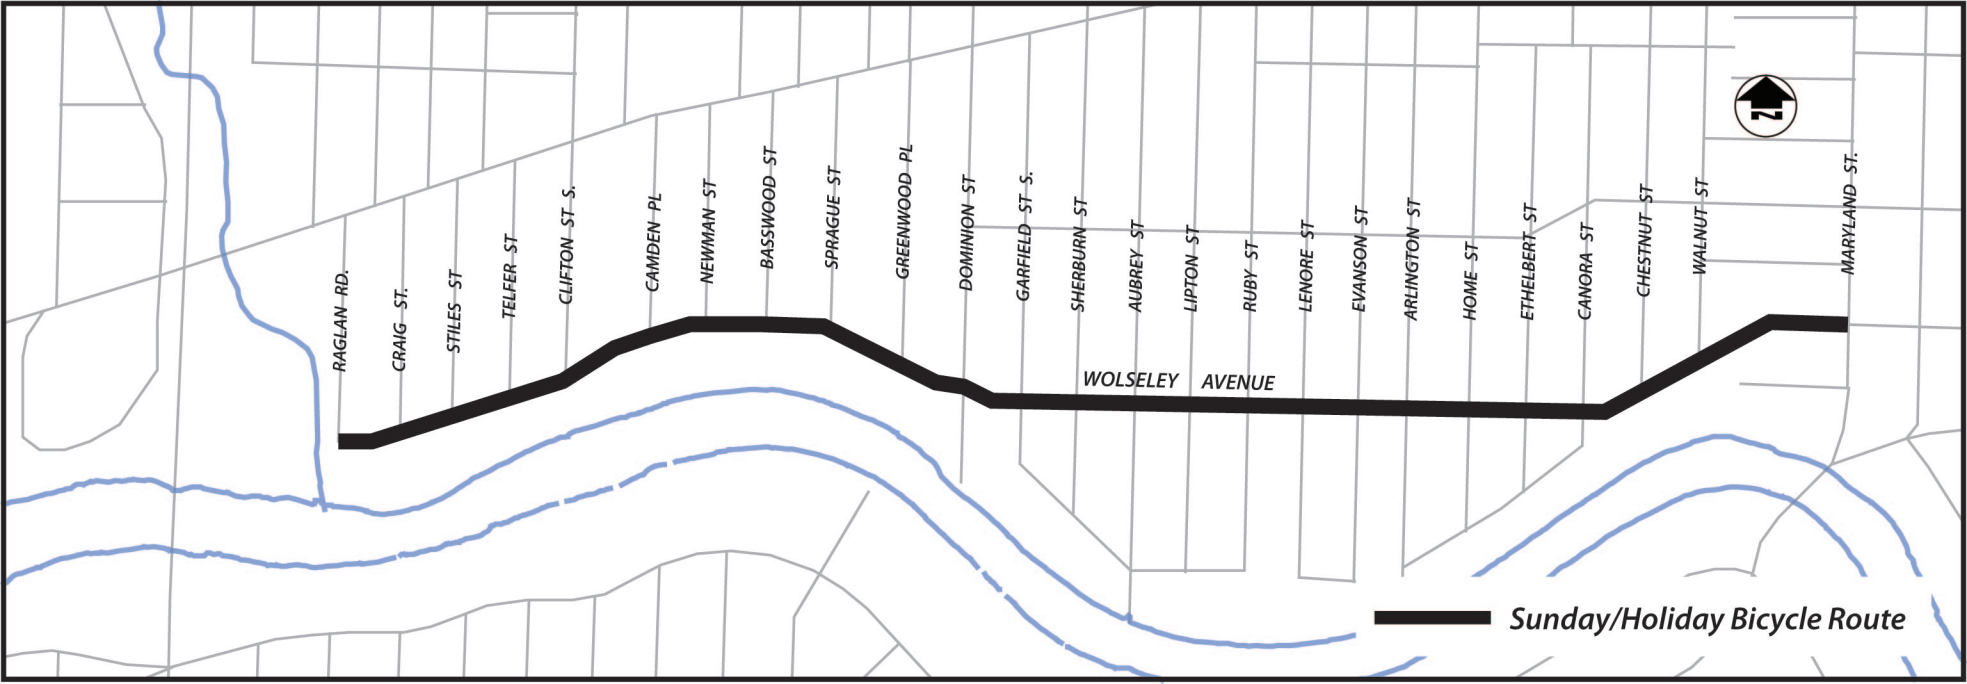 RAGLAN RD.
CRAIG ST.
STILES ST
TELFER ST
CLIFTON ST S.
CAMDEN PL
NEWMAN ST
BASSWOOD ST
SPRAGUE ST
GREENWOOD PL
DOMINION ST
GARFIELD ST S.
SHERBURN ST
AUBREY ST
LIPTON ST
RUBY ST
LENORE ST
EVANSON ST
ARLINGTON ST
HOME ST
ETHELBERT ST
CANORA ST
CHESTNUT ST
WALNUT ST
MARYLAND ST.
N
WOLSELEY AVENUE
Sunday/Holiday Bicycle Route